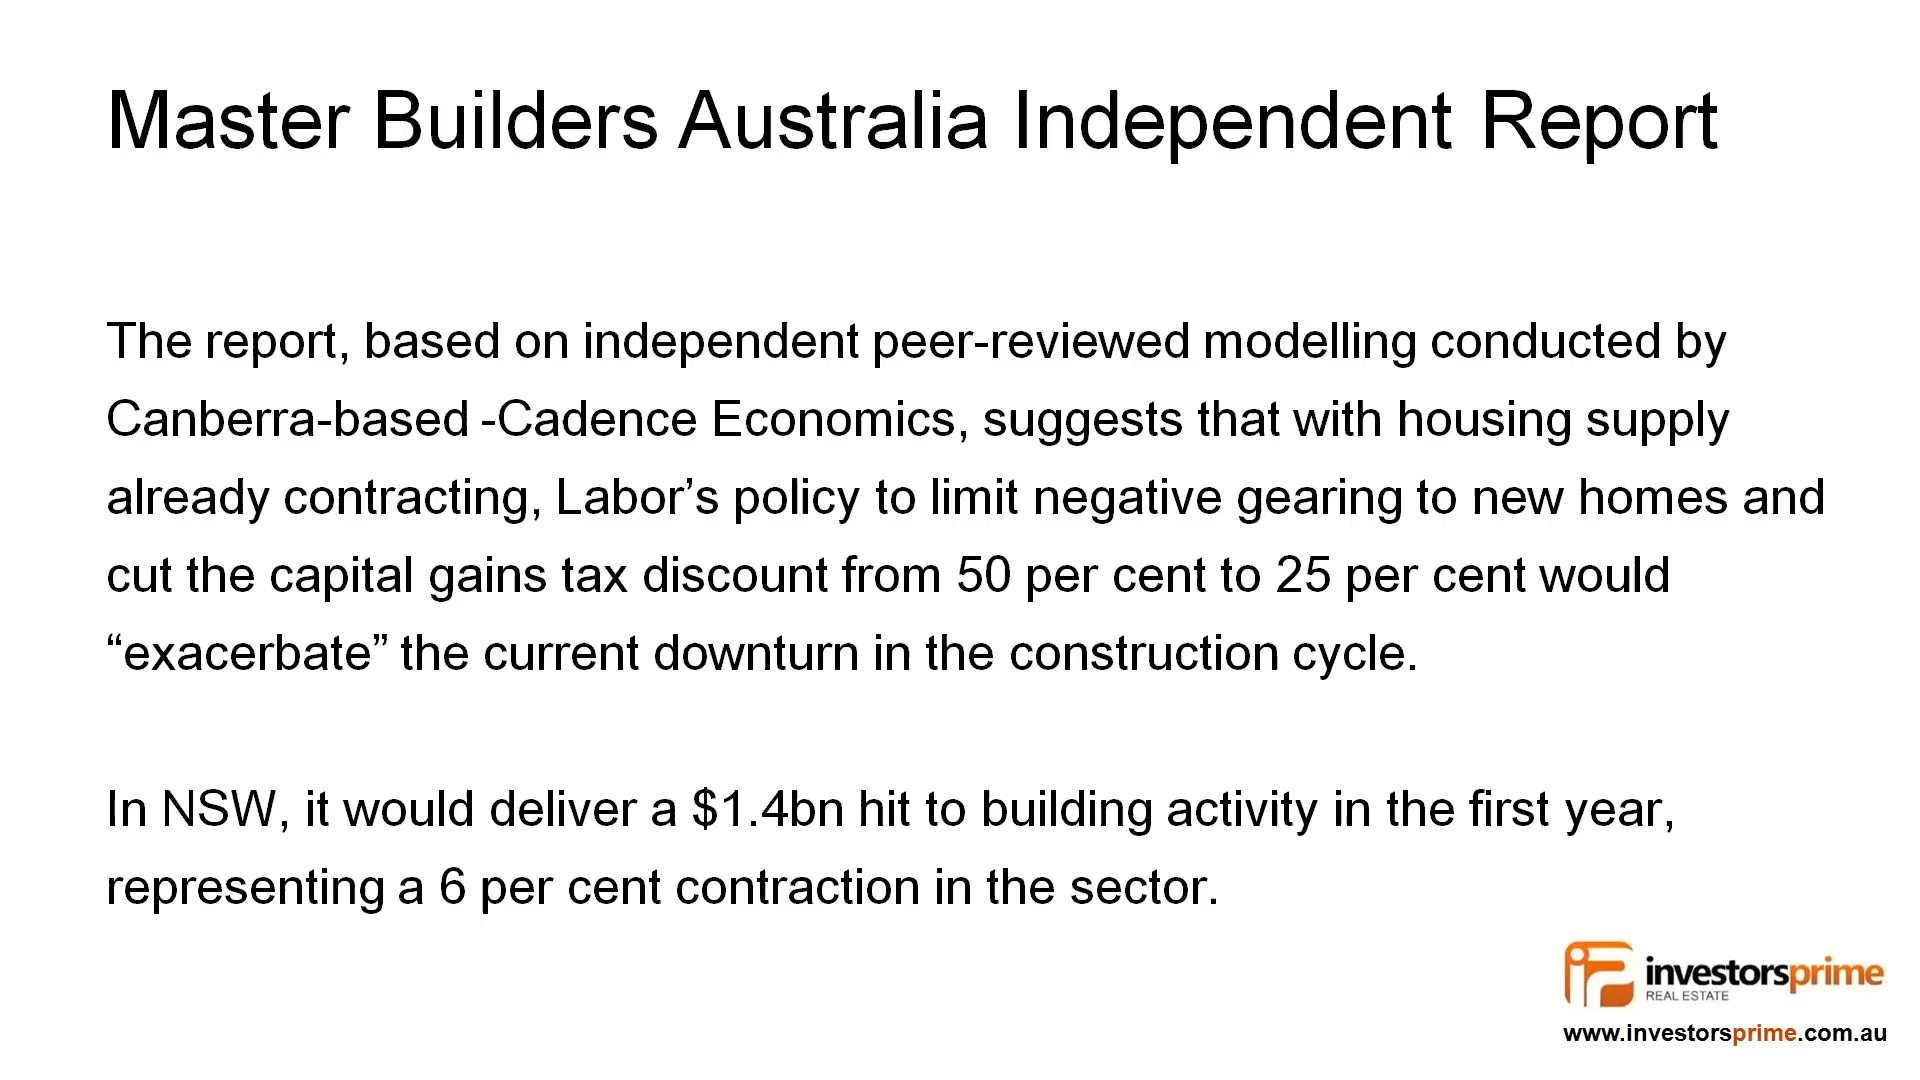 Master Builders Australia Independent Report
The report, based on independent peer-reviewed modelling conducted by
Canberra-based -Cadence Economics, suggests that with housing supply
already contracting, Labor’s policy to limit negative gearing to new homes and
cut the capital gains tax discount from 50 per cent to 25 per cent would
“exacerbate” the current downturn in the construction cycle.
In NSW, it would deliver a $1.4bn hit to building activity in the first year,
representing a 6 per cent contraction in the sector.
investorsprime
REAL ESTATE
www.investorsprime.com.au